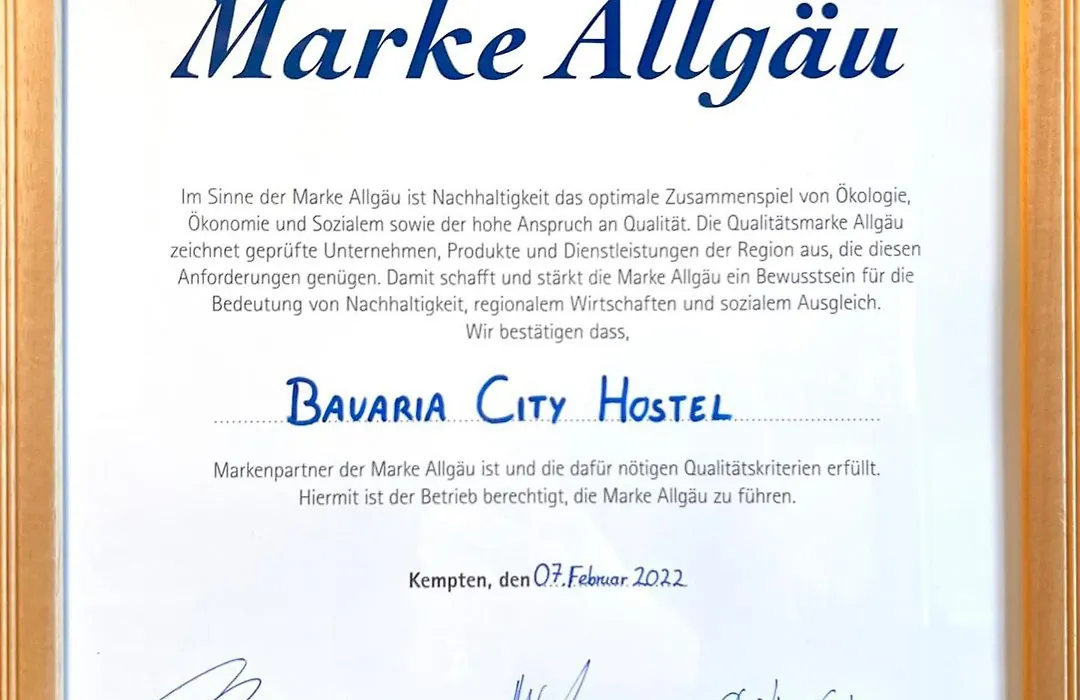 Marke Allgäu
Im Sinne der Marke Allgäu ist Nachhaltigkeit das optimale Zusammenspiel von Ökologie,
Ökonomie und Sozialem sowie der hohe Anspruch an Qualität. Die Qualitätsmarke Allgäu
zeichnet geprüfte Unternehmen, Produkte und Dienstleistungen der Region aus, die diesen
Anforderungen genügen. Damit schafft und stärkt die Marke Allgäu ein Bewusstsein für die
Bedeutung von Nachhaltigkeit, regionalem Wirtschaften und sozialem Ausgleich.
Wir bestätigen dass,
BAVARIA CITY HOSTEL
Markenpartner der Marke Allgäu ist und die dafür nötigen Qualitätskriterien erfüllt.
Hiermit ist der Betrieb berechtigt, die Marke Allgäu zu führen.
Kempten, den 07. Februar 2022